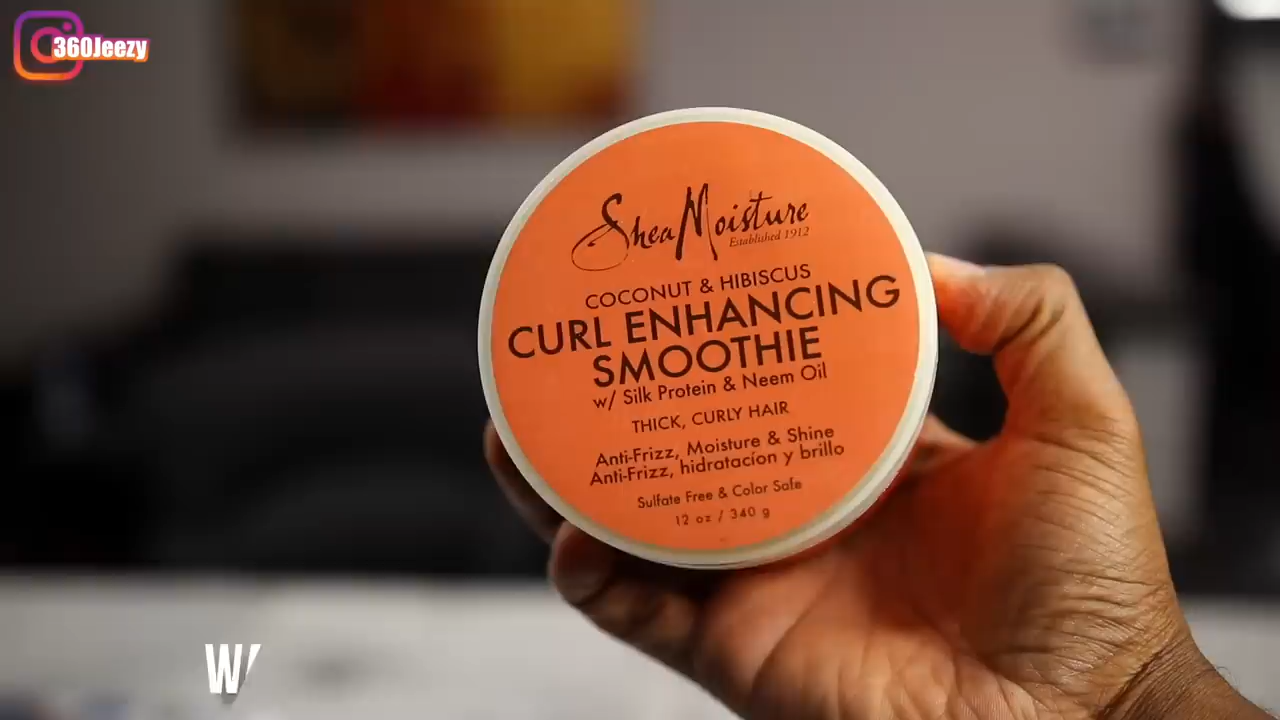 360Jeezy
SheaMoisture
Established 1912
COCONUT & HIBISCUS
CURL ENHANCING
SMOOTHIE
w/ Silk Protein & Neem Oil
THICK, CURLY HAIR
Anti-Frizz, Moisture & Shine
Anti-Frizz, hidratacíon y brillo
Sulfate Free & Color Safe
12 oz / 340 g
W